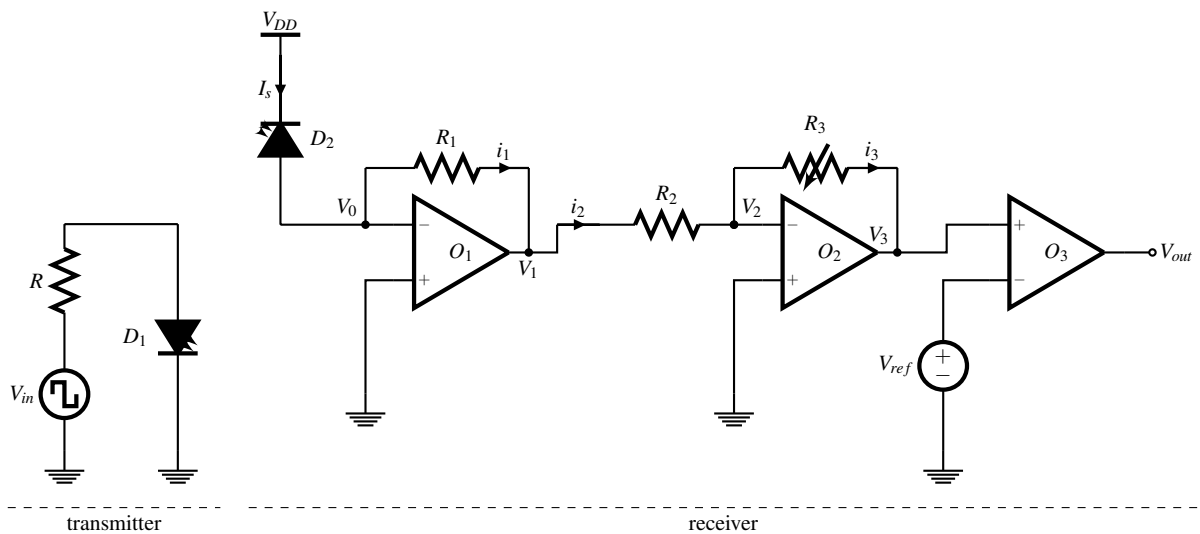 V_DD
I_s
D_2
R_1
i_1
V_0
−
+
O_1
V_1
i_2
R_2
R_3
i_3
V_2
−
+
O_2
V_3
+
−
O_3
V_out
V_ref
+
−
R
D_1
V_in
transmitter
receiver